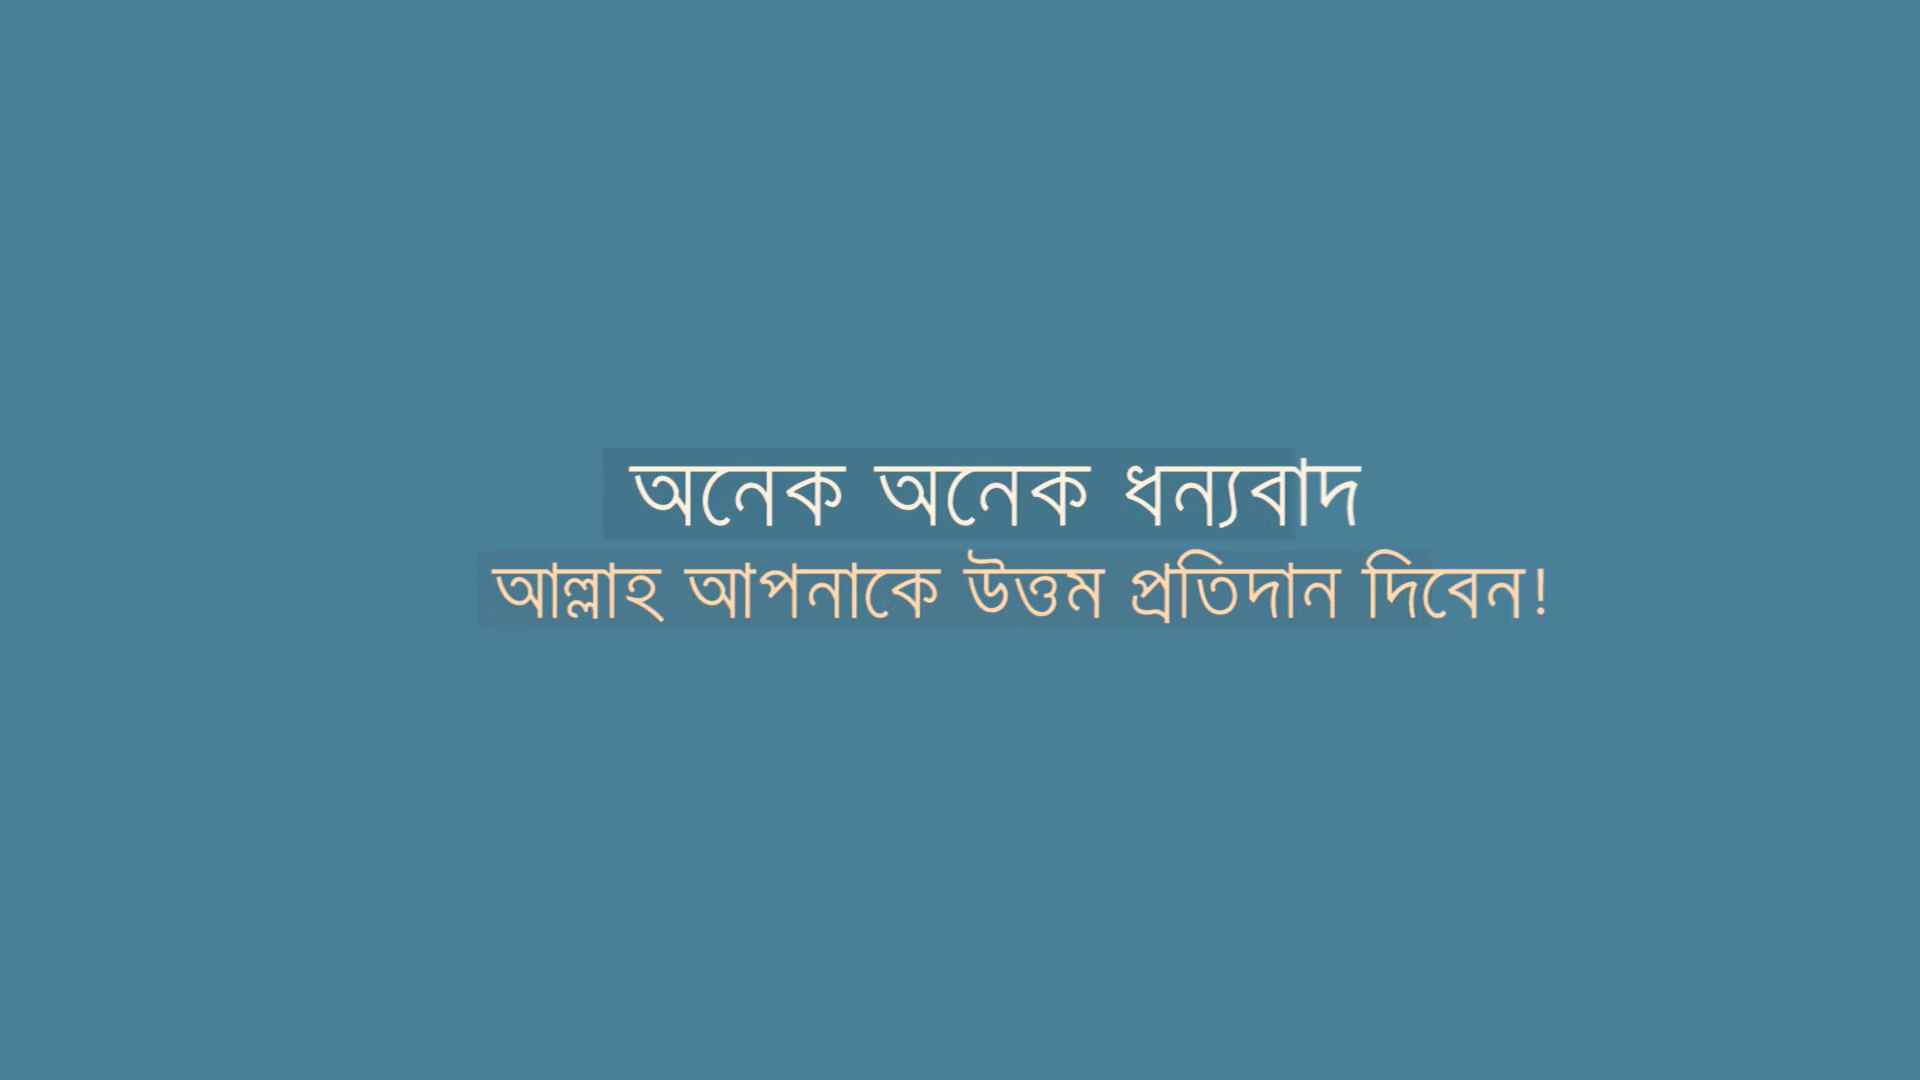 অনেক অনেক ধন্যবাদ
আল্লাহ আপনাকে উত্তম প্রতিদান দিবেন!